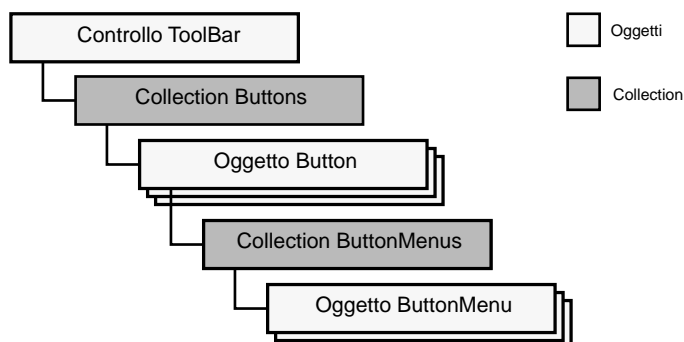 Controllo ToolBar
Oggetti
Collection Buttons
Collection
Oggetto Button
Collection ButtonMenus
Oggetto ButtonMenu